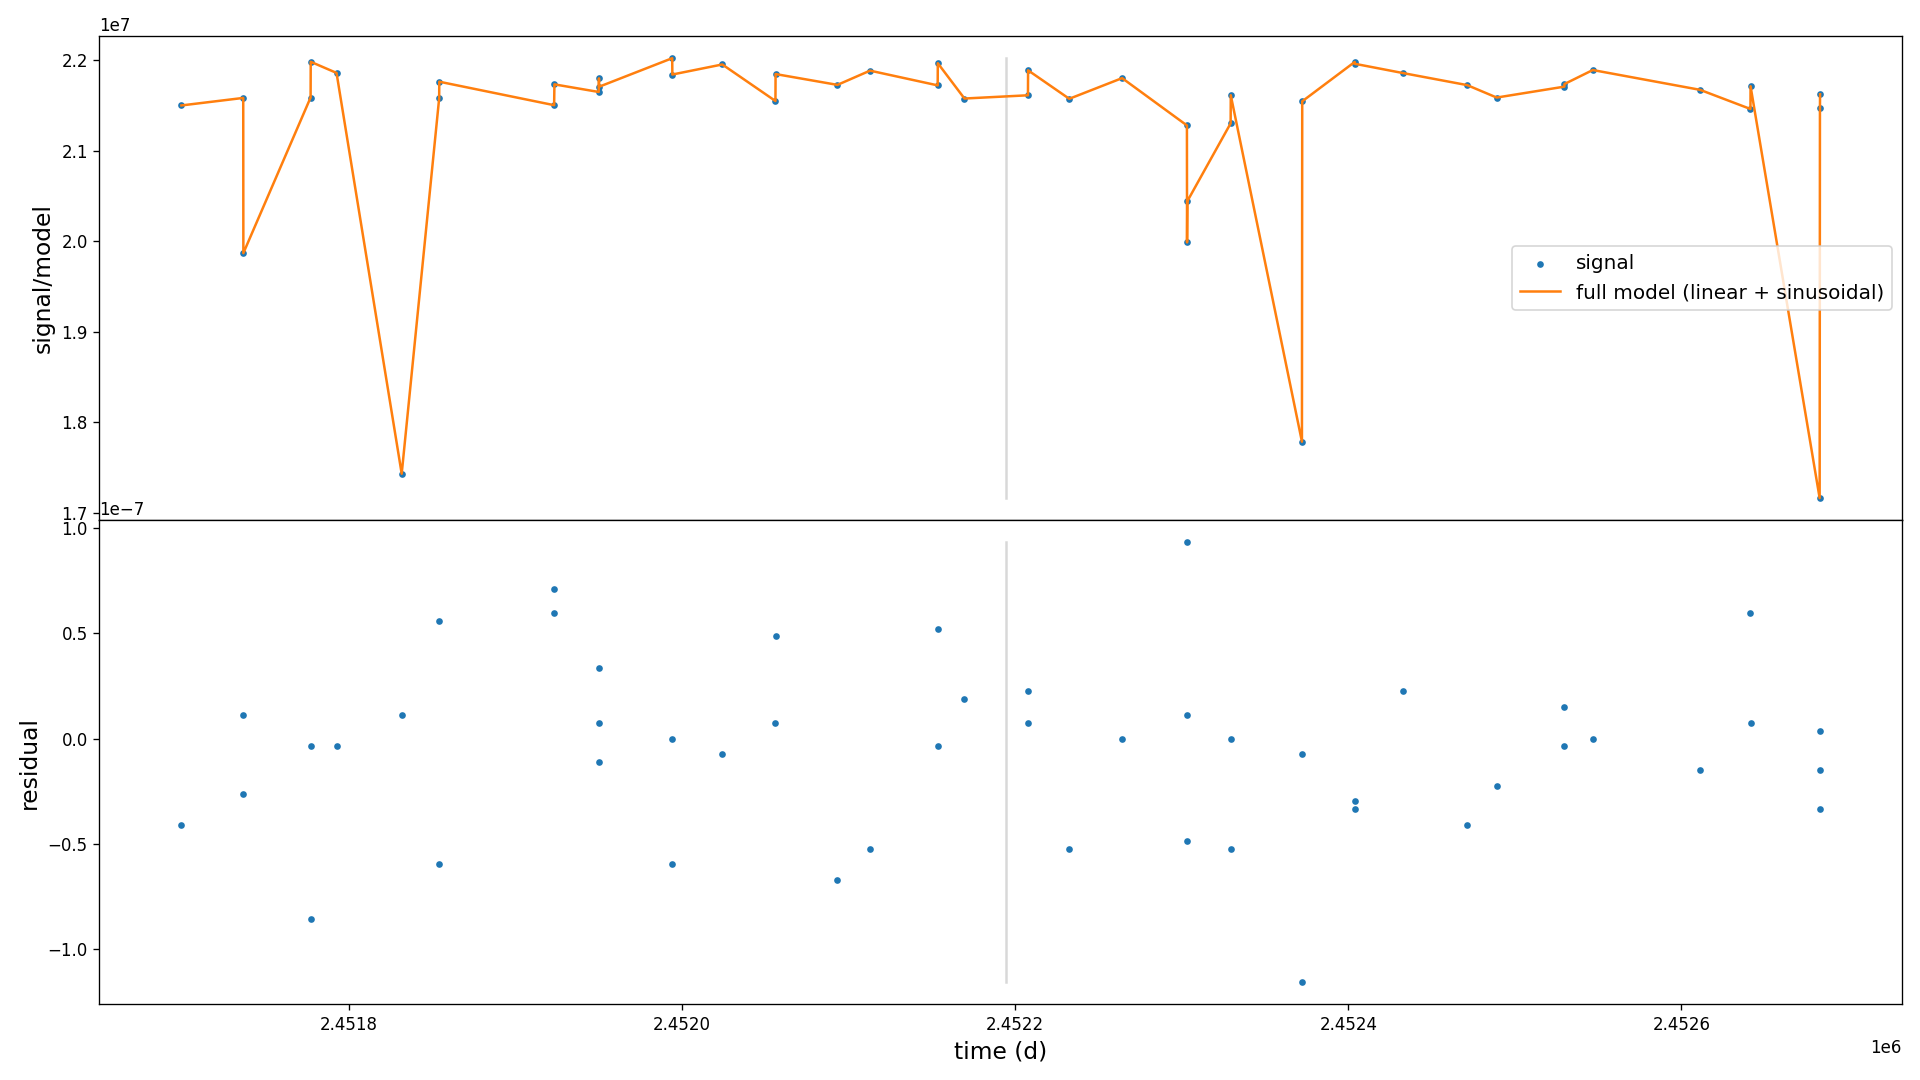 1e7
2.2
2.1
2.0
1.9
1.8
1.7
signal/model
signal
full model (linear + sinusoidal)
1e−7
1.0
0.5
0.0
−0.5
−1.0
residual
2.4518
2.4520
2.4522
2.4524
2.4526
1e6
time (d)